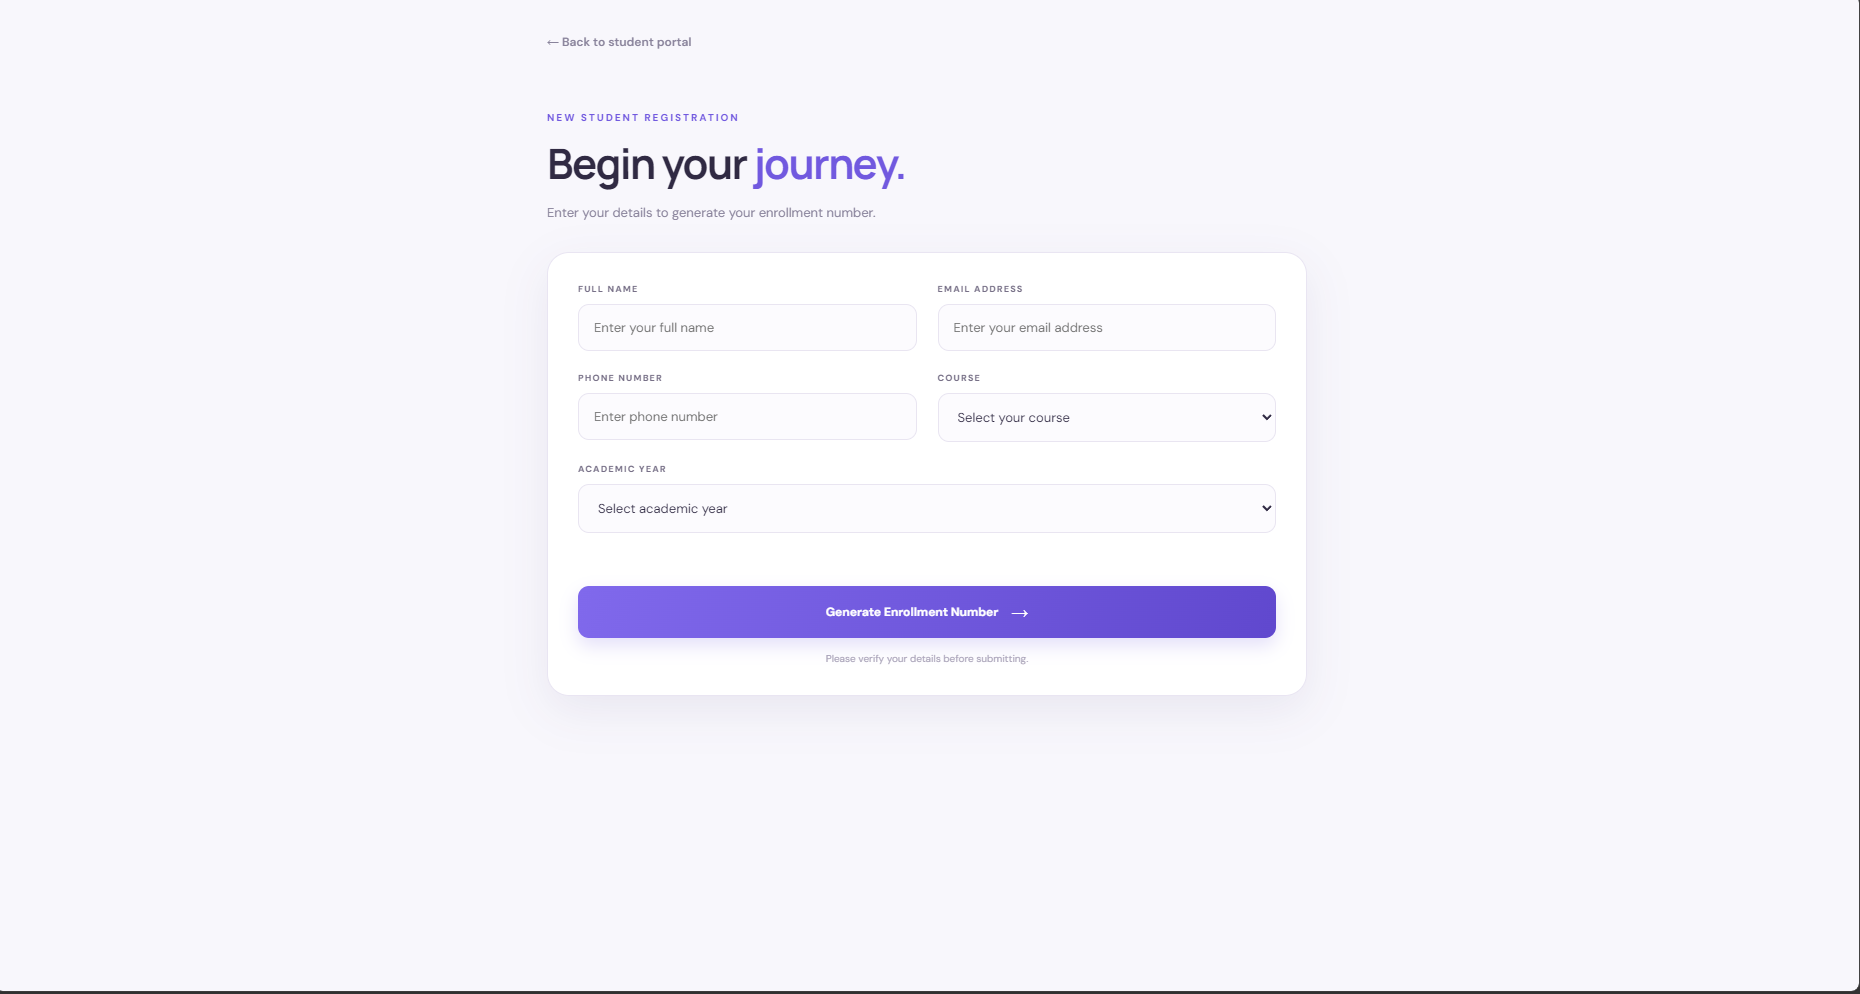 ← Back to student portal
NEW STUDENT REGISTRATION
Begin your journey.
Enter your details to generate your enrollment number.
FULL NAME
Enter your full name
EMAIL ADDRESS
Enter your email address
PHONE NUMBER
Enter phone number
COURSE
Select your course
ACADEMIC YEAR
Select academic year
Generate Enrollment Number →
Please verify your details before submitting.